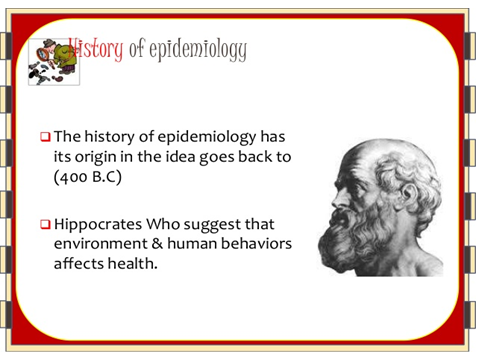 History of epidemiology
The history of epidemiology has
its origin in the idea goes back to
(400 B.C)
Hippocrates Who suggest that
environment & human behaviors
affects health.